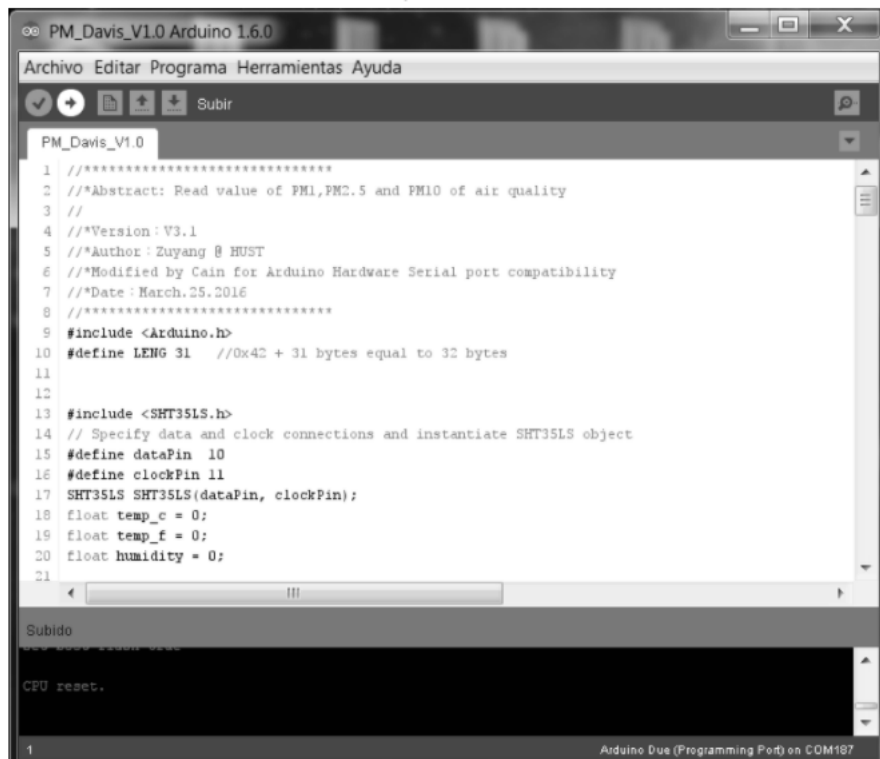 PM_Davis_V1.0 Arduino 1.6.0
Archivo Editar Programa Herramientas Ayuda
Subir
PM_Davis_V1.0
1 //******************************
2 //*Abstract: Read value of PM1,PM2.5 and PM10 of air quality
3 //
4 //*Version：V3.1
5 //*Author：Zuyang @ HUST
6 //*Modified by Cain for Arduino Hardware Serial port compatibility
7 //*Date：March.25.2016
8 //******************************
9 #include <Arduino.h>
10 #define LENG 31 //0x42 + 31 bytes equal to 32 bytes
11
12
13 #include <SHT35LS.h>
14 // Specify data and clock connections and instantiate SHT35LS object
15 #define dataPin 10
16 #define clockPin 11
17 SHT35LS SHT35LS(dataPin, clockPin);
18 float temp_c = 0;
19 float temp_f = 0;
20 float humidity = 0;
21
Subido
CPU reset.
1 Arduino Due (Programming Port) on COM187